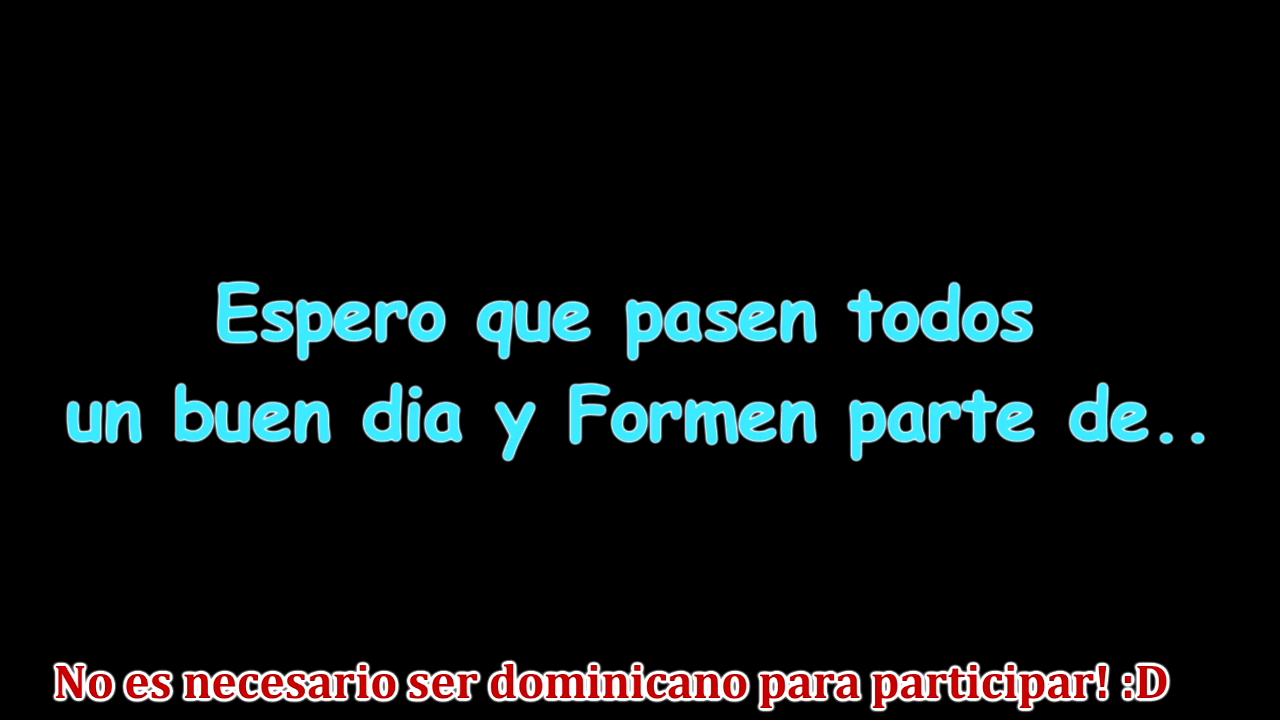 Espero que pasen todos
un buen dia y Formen parte de..
No es necesario ser dominicano para participar! :D